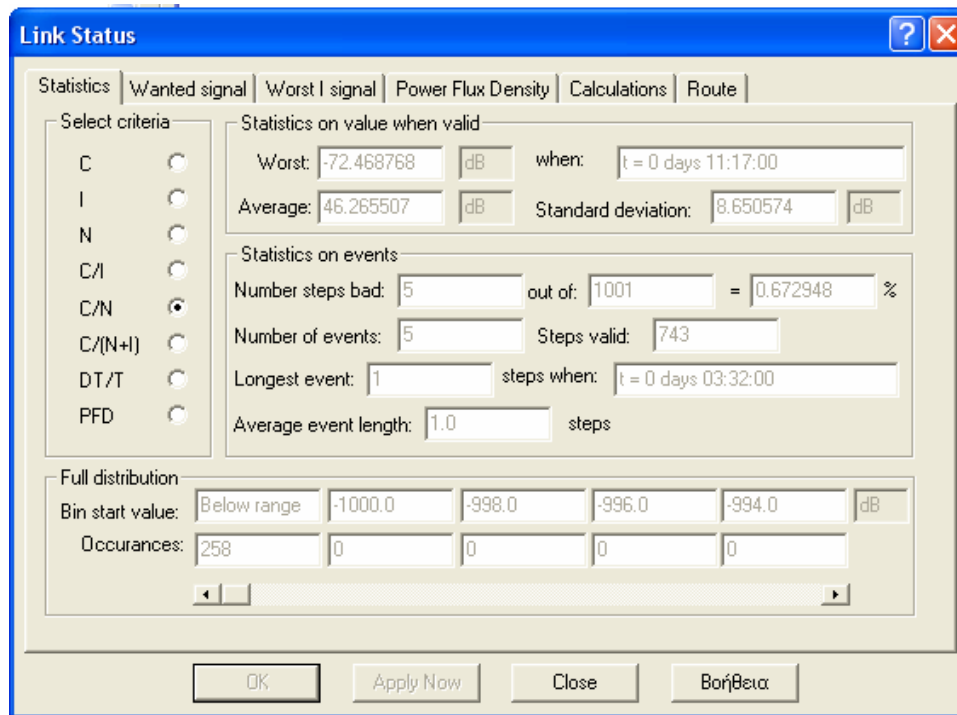 Link Status
Statistics Wanted signal Worst I signal Power Flux Density Calculations Route
Select criteria
C
I
N
C/I
C/N
C/(N+I)
DT/T
PFD
Statistics on value when valid
Worst: -72.468768 dB when: t = 0 days 11:17:00
Average: 46.265507 dB Standard deviation: 8.650574 dB
Statistics on events
Number steps bad: 5 out of: 1001 = 0.672948 %
Number of events: 5 Steps valid: 743
Longest event: 1 steps when: t = 0 days 03:32:00
Average event length: 1.0 steps
Full distribution
Bin start value: Below range -1000.0 -998.0 -996.0 -994.0 dB
Occurances: 258 0 0 0 0
OK Apply Now Close Βοήθεια